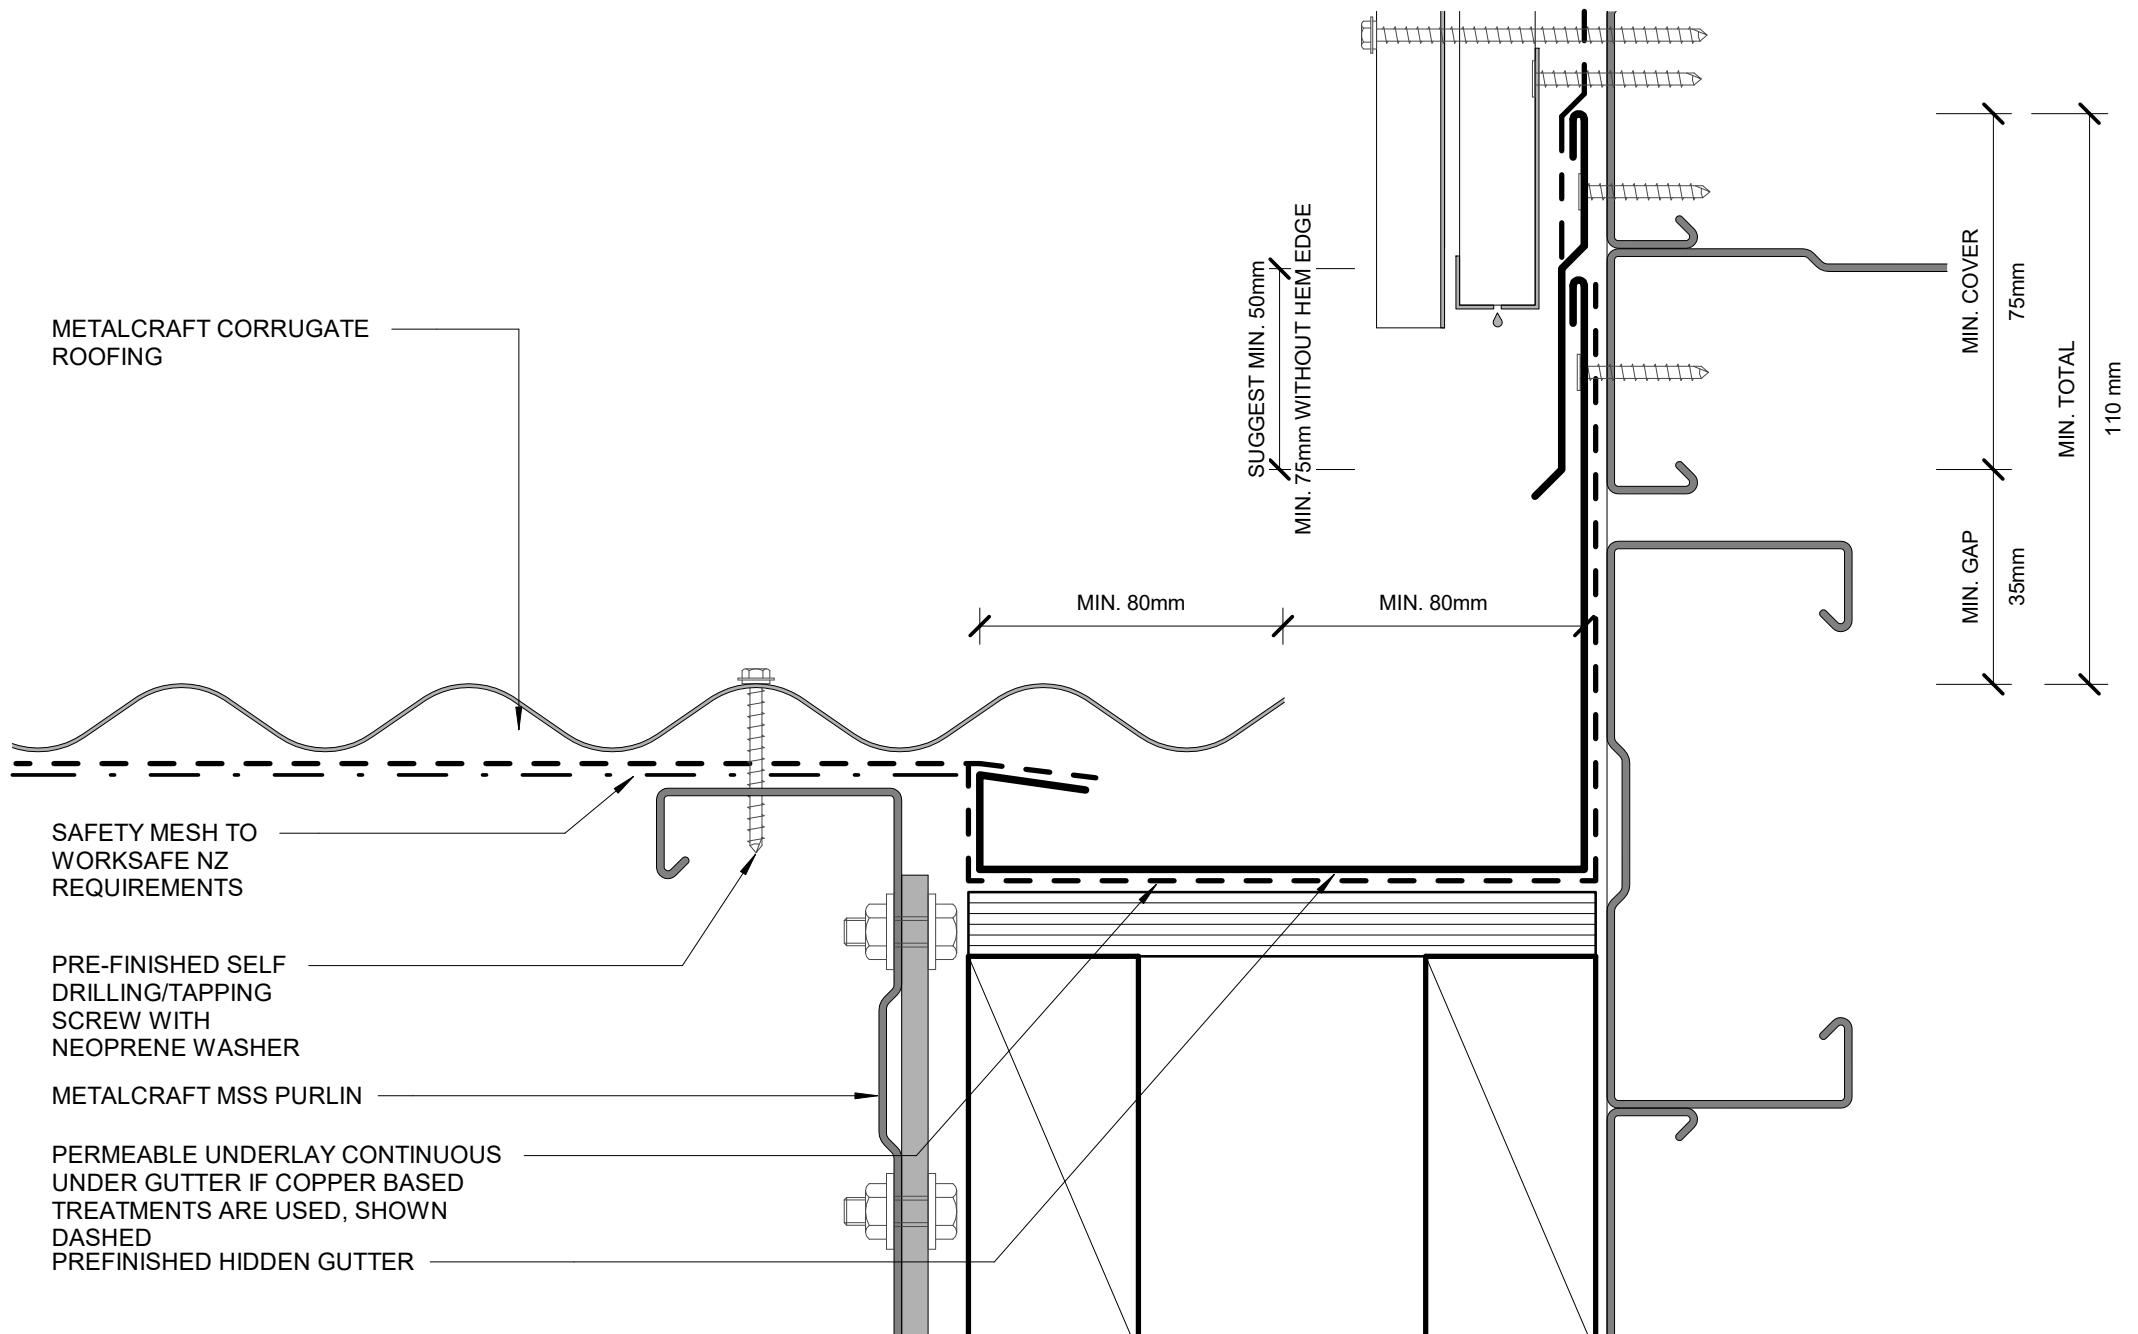 METALCRAFT CORRUGATE
ROOFING
SAFETY MESH TO
WORKSAFE NZ
REQUIREMENTS
PRE-FINISHED SELF
DRILLING/TAPPING
SCREW WITH
NEOPRENE WASHER
METALCRAFT MSS PURLIN
PERMEABLE UNDERLAY CONTINUOUS
UNDER GUTTER IF COPPER BASED
TREATMENTS ARE USED, SHOWN
DASHED
PREFINISHED HIDDEN GUTTER
MIN. 80mm
MIN. 80mm
SUGGEST MIN. 50mm
MIN. 75mm WITHOUT HEM EDGE
MIN. COVER
75mm
MIN. GAP
35mm
MIN. TOTAL
110 mm